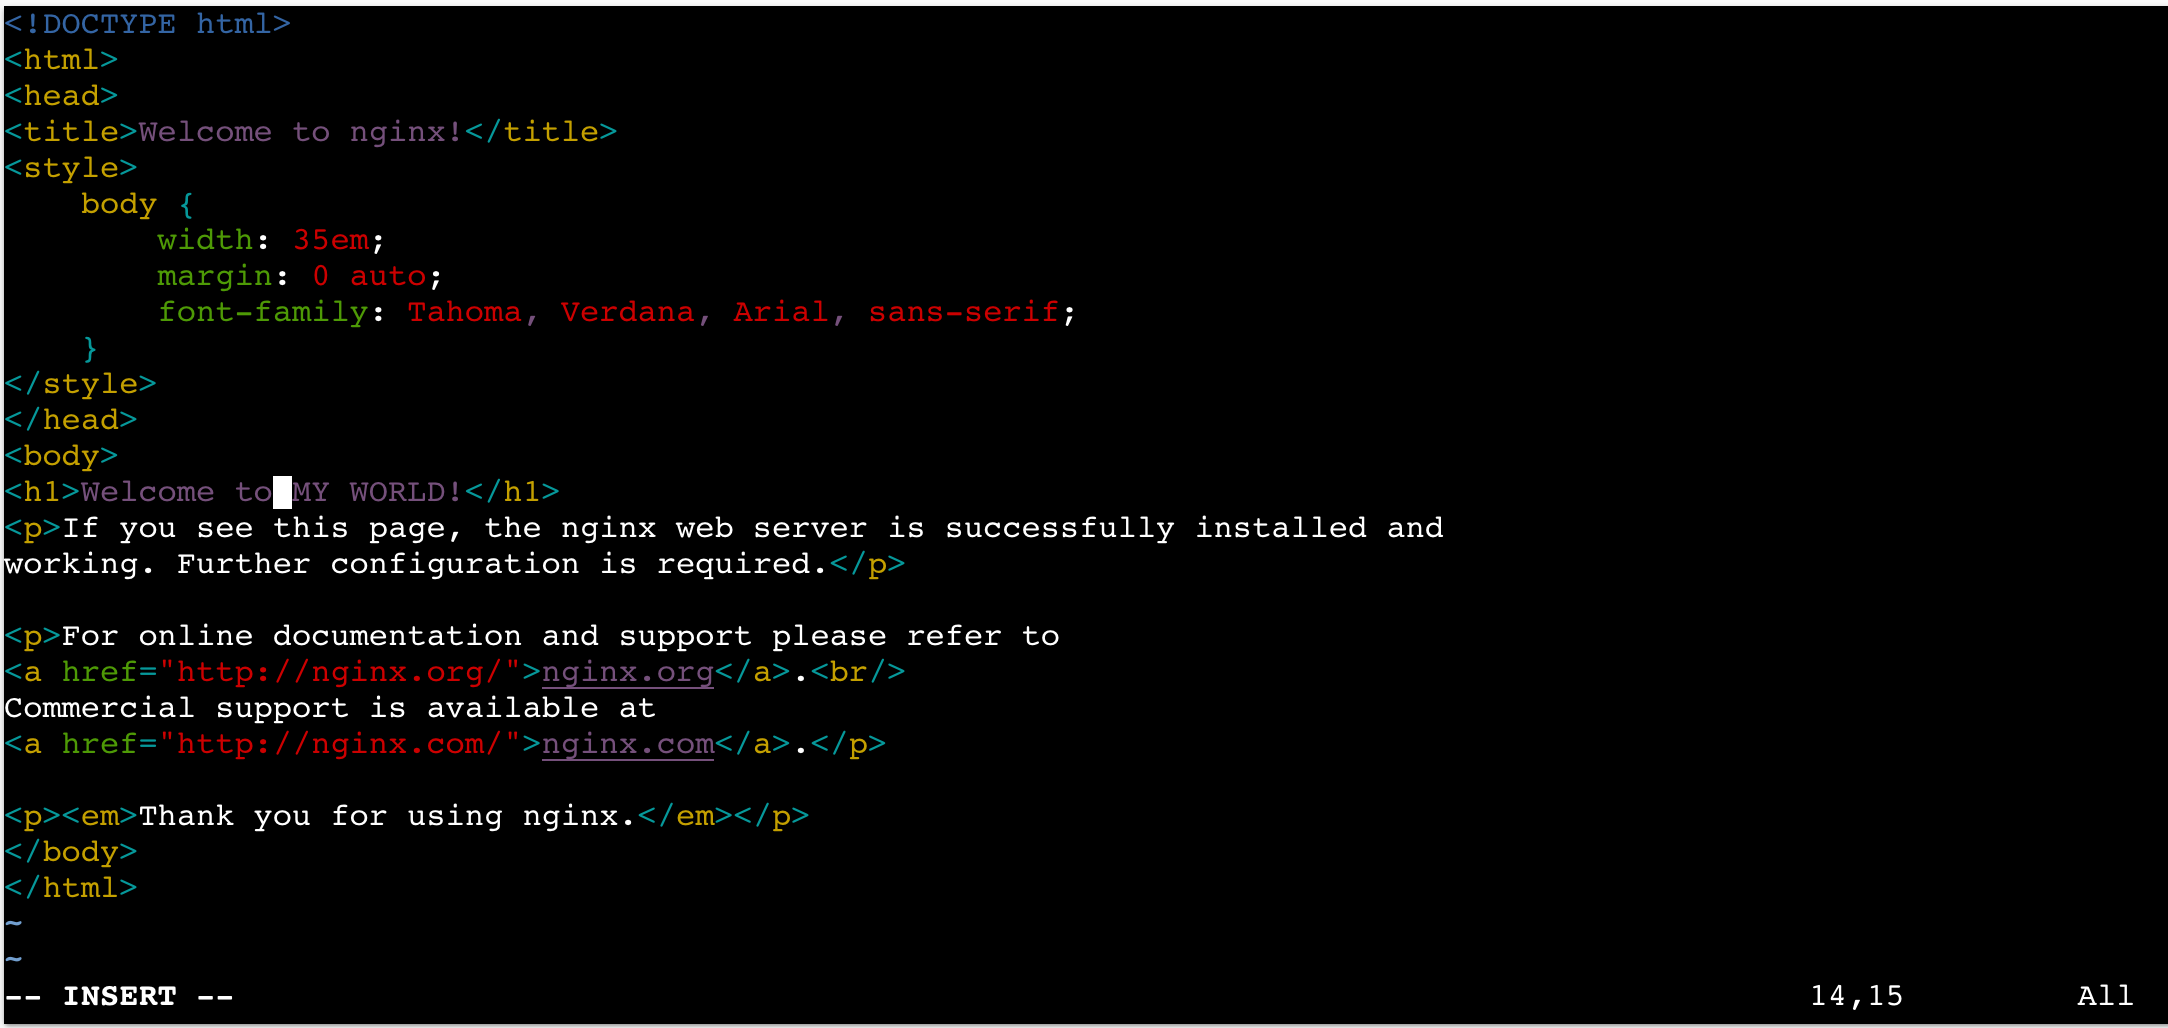 <!DOCTYPE html>
<html>
<head>
<title>Welcome to nginx!</title>
<style>
    body {
        width: 35em;
        margin: 0 auto;
        font-family: Tahoma, Verdana, Arial, sans-serif;
    }
</style>
</head>
<body>
<h1>Welcome to MY WORLD!</h1>
<p>If you see this page, the nginx web server is successfully installed and
working. Further configuration is required.</p>

<p>For online documentation and support please refer to
<a href="http://nginx.org/">nginx.org</a>.<br/>
Commercial support is available at
<a href="http://nginx.com/">nginx.com</a>.</p>

<p><em>Thank you for using nginx.</em></p>
</body>
</html>
~
~
-- INSERT --                    14,15    All